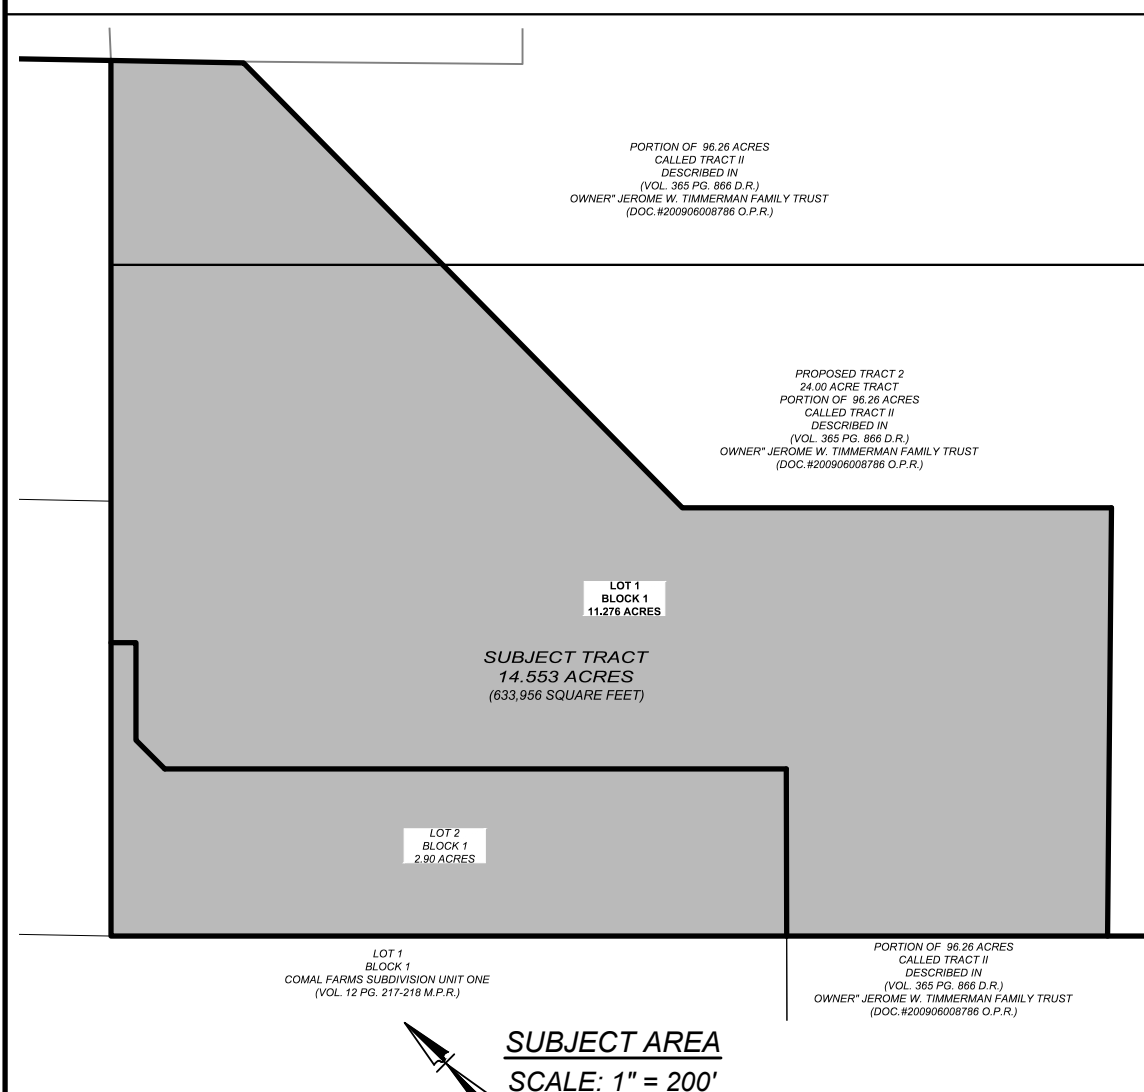 PORTION OF 96.26 ACRES
CALLED TRACT II
DESCRIBED IN
(VOL. 365 PG. 866 D.R.)
OWNER" JEROME W. TIMMERMAN FAMILY TRUST
(DOC.#200906008786 O.P.R.)
PROPOSED TRACT 2
24.00 ACRE TRACT
PORTION OF 96.26 ACRES
CALLED TRACT II
DESCRIBED IN
(VOL. 365 PG. 866 D.R.)
OWNER" JEROME W. TIMMERMAN FAMILY TRUST
(DOC.#200906008786 O.P.R.)
LOT 1
BLOCK 1
11.276 ACRES
SUBJECT TRACT
14.553 ACRES
(633,956 SQUARE FEET)
LOT 2
BLOCK 1
2.90 ACRES
LOT 1
BLOCK 1
COMAL FARMS SUBDIVISION UNIT ONE
(VOL. 12 PG. 217-218 M.P.R.)
PORTION OF 96.26 ACRES
CALLED TRACT II
DESCRIBED IN
(VOL. 365 PG. 866 D.R.)
OWNER" JEROME W. TIMMERMAN FAMILY TRUST
(DOC.#200906008786 O.P.R.)
SUBJECT AREA
SCALE: 1" = 200'